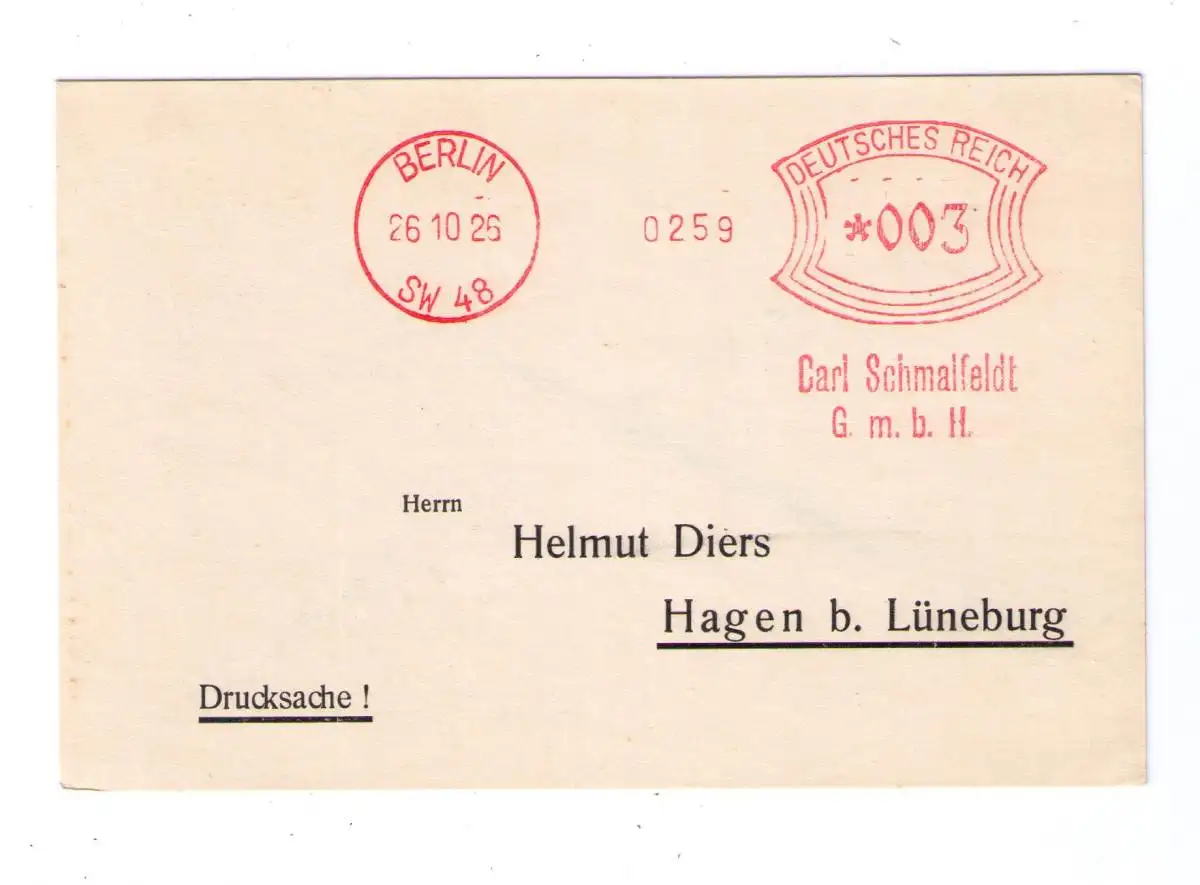 BERLIN
26 10 26
SW 48
0259
DEUTSCHES REICH
*003
Carl Schmalfeldt
G. m. b. H.
Herrn
Helmut Diers
Hagen b. Lüneburg
Drucksache !